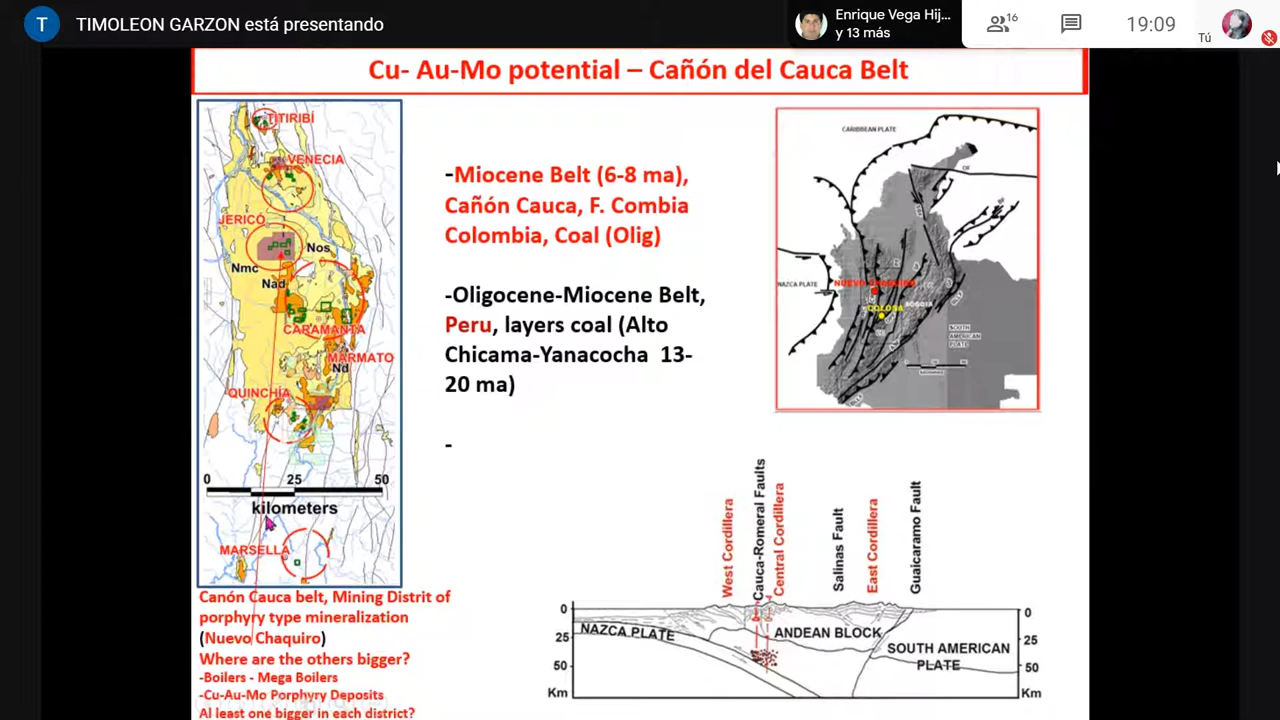 T
TIMOLEON GARZON está presentando
Enrique Vega Hij...
y 13 más
16
19:09
Tú
Cu- Au-Mo potential – Cañón del Cauca Belt
TITIRIBÍ
VENECIA
JERICÓ
Nos
Nmc
Nad
CARAMANTA
MARMATO
Nd
QUINCHÍA
0 25 50
kilometers
MARSELLA
Canón Cauca belt, Mining Distrit of
porphyry type mineralization
(Nuevo Chaquiro)
Where are the others bigger?
-Boilers - Mega Boilers
-Cu-Au-Mo Porphyry Deposits
Al least one bigger in each district?
-Miocene Belt (6-8 ma),
Cañón Cauca, F. Combia
Colombia, Coal (Olig)
-Oligocene-Miocene Belt,
Peru, layers coal (Alto
Chicama-Yanacocha 13-
20 ma)
-
CARIBBEAN PLATE
NAZCA PLATE
COLOSA
BOGOTA
SOUTH
AMERICAN
PLATE
West Cordillera
Cauca-Romeral Faults
Central Cordillera
Salinas Fault
East Cordillera
Guaicaramo Fault
0
25
50
Km
NAZCA PLATE
ANDEAN BLOCK
SOUTH AMERICAN
PLATE
0
25
50
Km